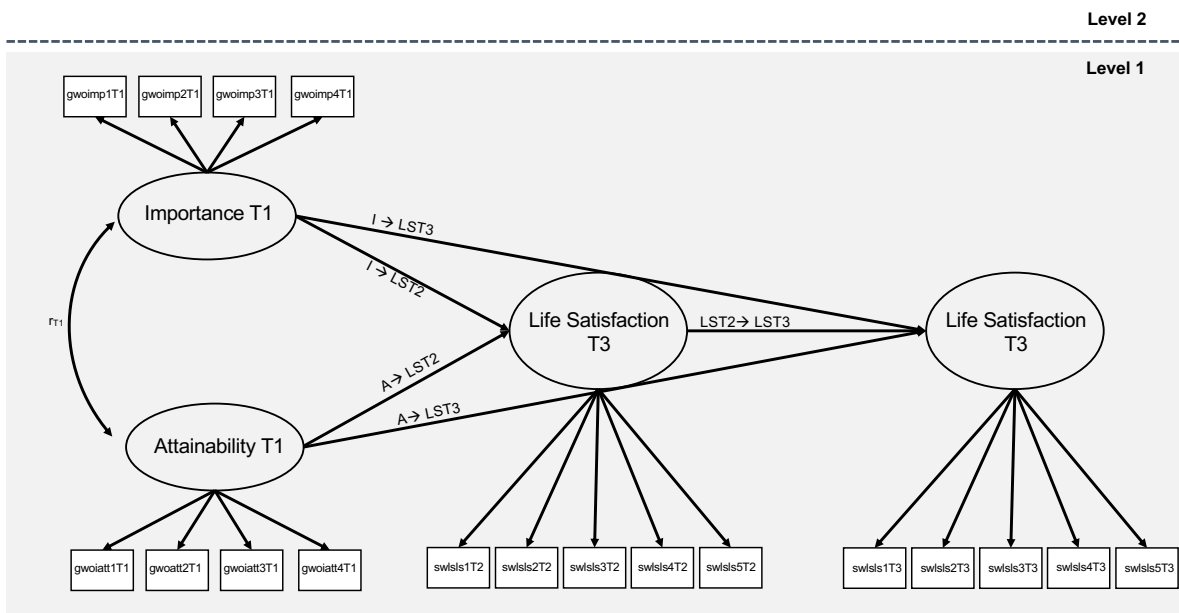 Level 2
Level 1
gwoimp1T1
gwoimp2T1
gwoimp3T1
gwoimp4T1
Importance T1
I → LST3
I → LST2
rT1
Life Satisfaction
T3
LST2→ LST3
Life Satisfaction
T3
A→ LST2
A→ LST3
Attainability T1
gwoiatt1T1
gwoatt2T1
gwoiatt3T1
gwoiatt4T1
swlsls1T2
swlsls2T2
swlsls3T2
swlsls4T2
swlsls5T2
swlsls1T3
swlsls2T3
swlsls3T3
swlsls4T3
swlsls5T3